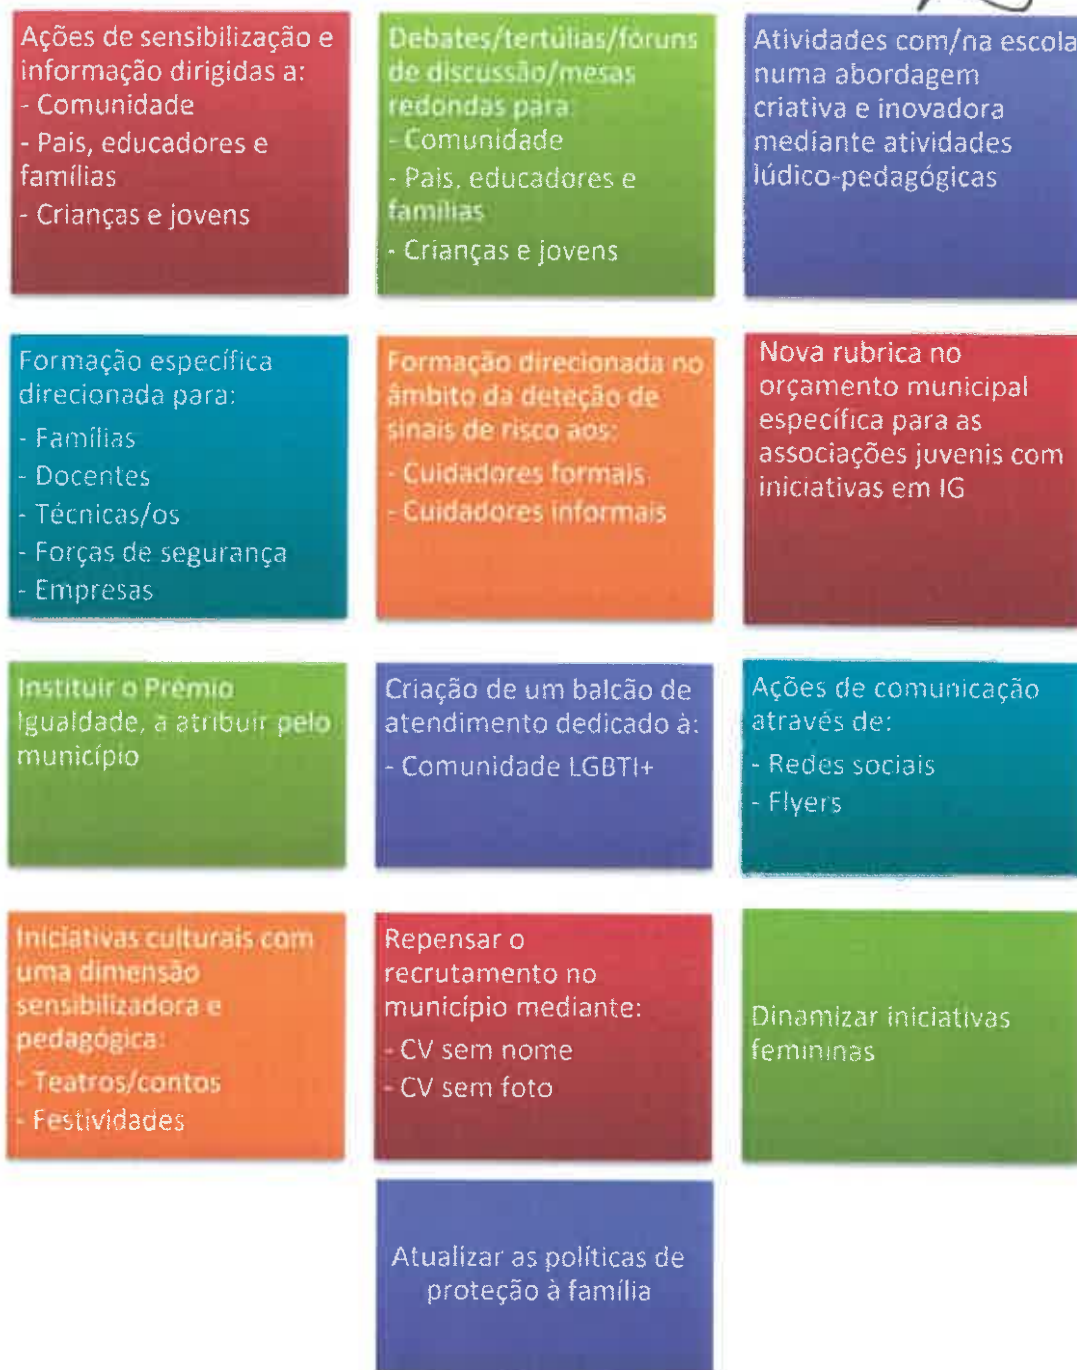 Ações de sensibilização e
informação dirigidas a:
- Comunidade
- Pais, educadores e
famílias
- Crianças e jovens
Debates/tertúlias/fóruns
de discussão/mesas
redondas para:
- Comunidade
- Pais, educadores e
famílias
- Crianças e jovens
Atividades com/na escola
numa abordagem
criativa e inovadora
mediante atividades
lúdico-pedagógicas
Formação específica
direcionada para:
- Famílias
- Docentes
- Técnicas/os
- Forças de segurança
- Empresas
Formação direcionada no
âmbito da deteção de
sinais de risco aos:
- Cuidadores formais
- Cuidadores informais
Nova rubrica no
orçamento municipal
específica para as
associações juvenis com
iniciativas em IG
Instituir o Prémio
Igualdade, a atribuir pelo
município
Criação de um balcão de
atendimento dedicado à:
- Comunidade LGBTI+
Ações de comunicação
através de:
- Redes sociais
- Flyers
Iniciativas culturais com
uma dimensão
sensibilizadora e
pedagógica:
- Teatros/contos
- Festividades
Repensar o
recrutamento no
município mediante:
- CV sem nome
- CV sem foto
Dinamizar iniciativas
femininas
Atualizar as políticas de
proteção à família